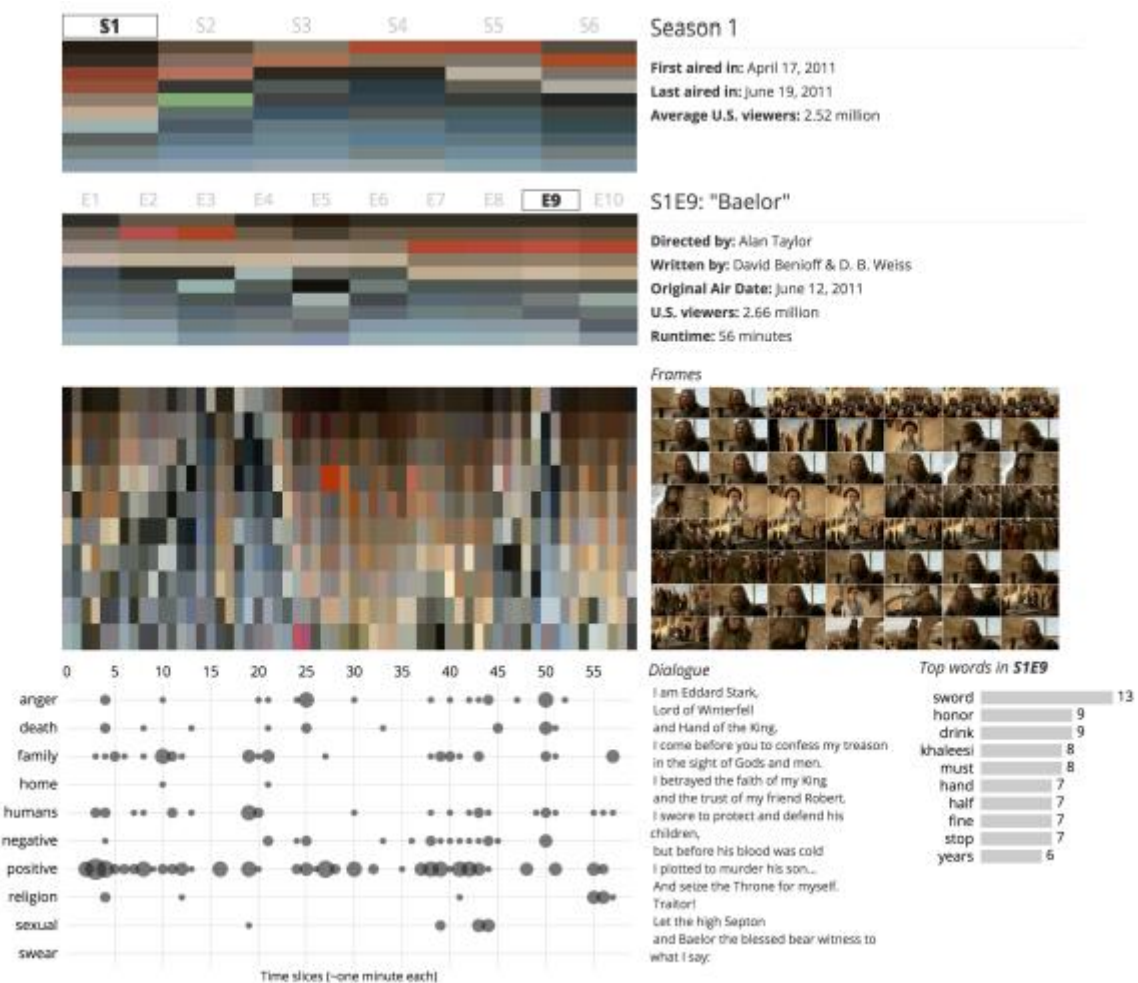 S1 S2 S3 S4 S5 S6
Season 1
First aired in: April 17, 2011
Last aired in: June 19, 2011
Average U.S. viewers: 2.52 million
E1 E2 E3 E4 E5 E6 E7 E8 E9 E10
S1E9: "Baelor"
Directed by: Alan Taylor
Written by: David Benioff & D. B. Weiss
Original Air Date: June 12, 2011
U.S. viewers: 2.66 million
Runtime: 56 minutes
Frames
0 5 10 15 20 25 30 35 40 45 50 55
anger
death
family
home
humans
negative
positive
religion
sexual
swear
Time slices (~one minute each)
Dialogue
I am Eddard Stark,
Lord of Winterfell
and Hand of the King.
I come before you to confess my treason
in the sight of Gods and men.
I betrayed the faith of my King
and the trust of my friend Robert.
I swore to protect and defend his
children,
but before his blood was cold
I plotted to murder his son...
And seize the Throne for myself.
Traitor!
Let the high Septon
and Baelor the blessed bear witness to
what I say:
Top words in S1E9
sword 13
honor 9
drink 9
khaleesi 8
must 8
hand 7
half 7
fine 7
stop 7
years 6